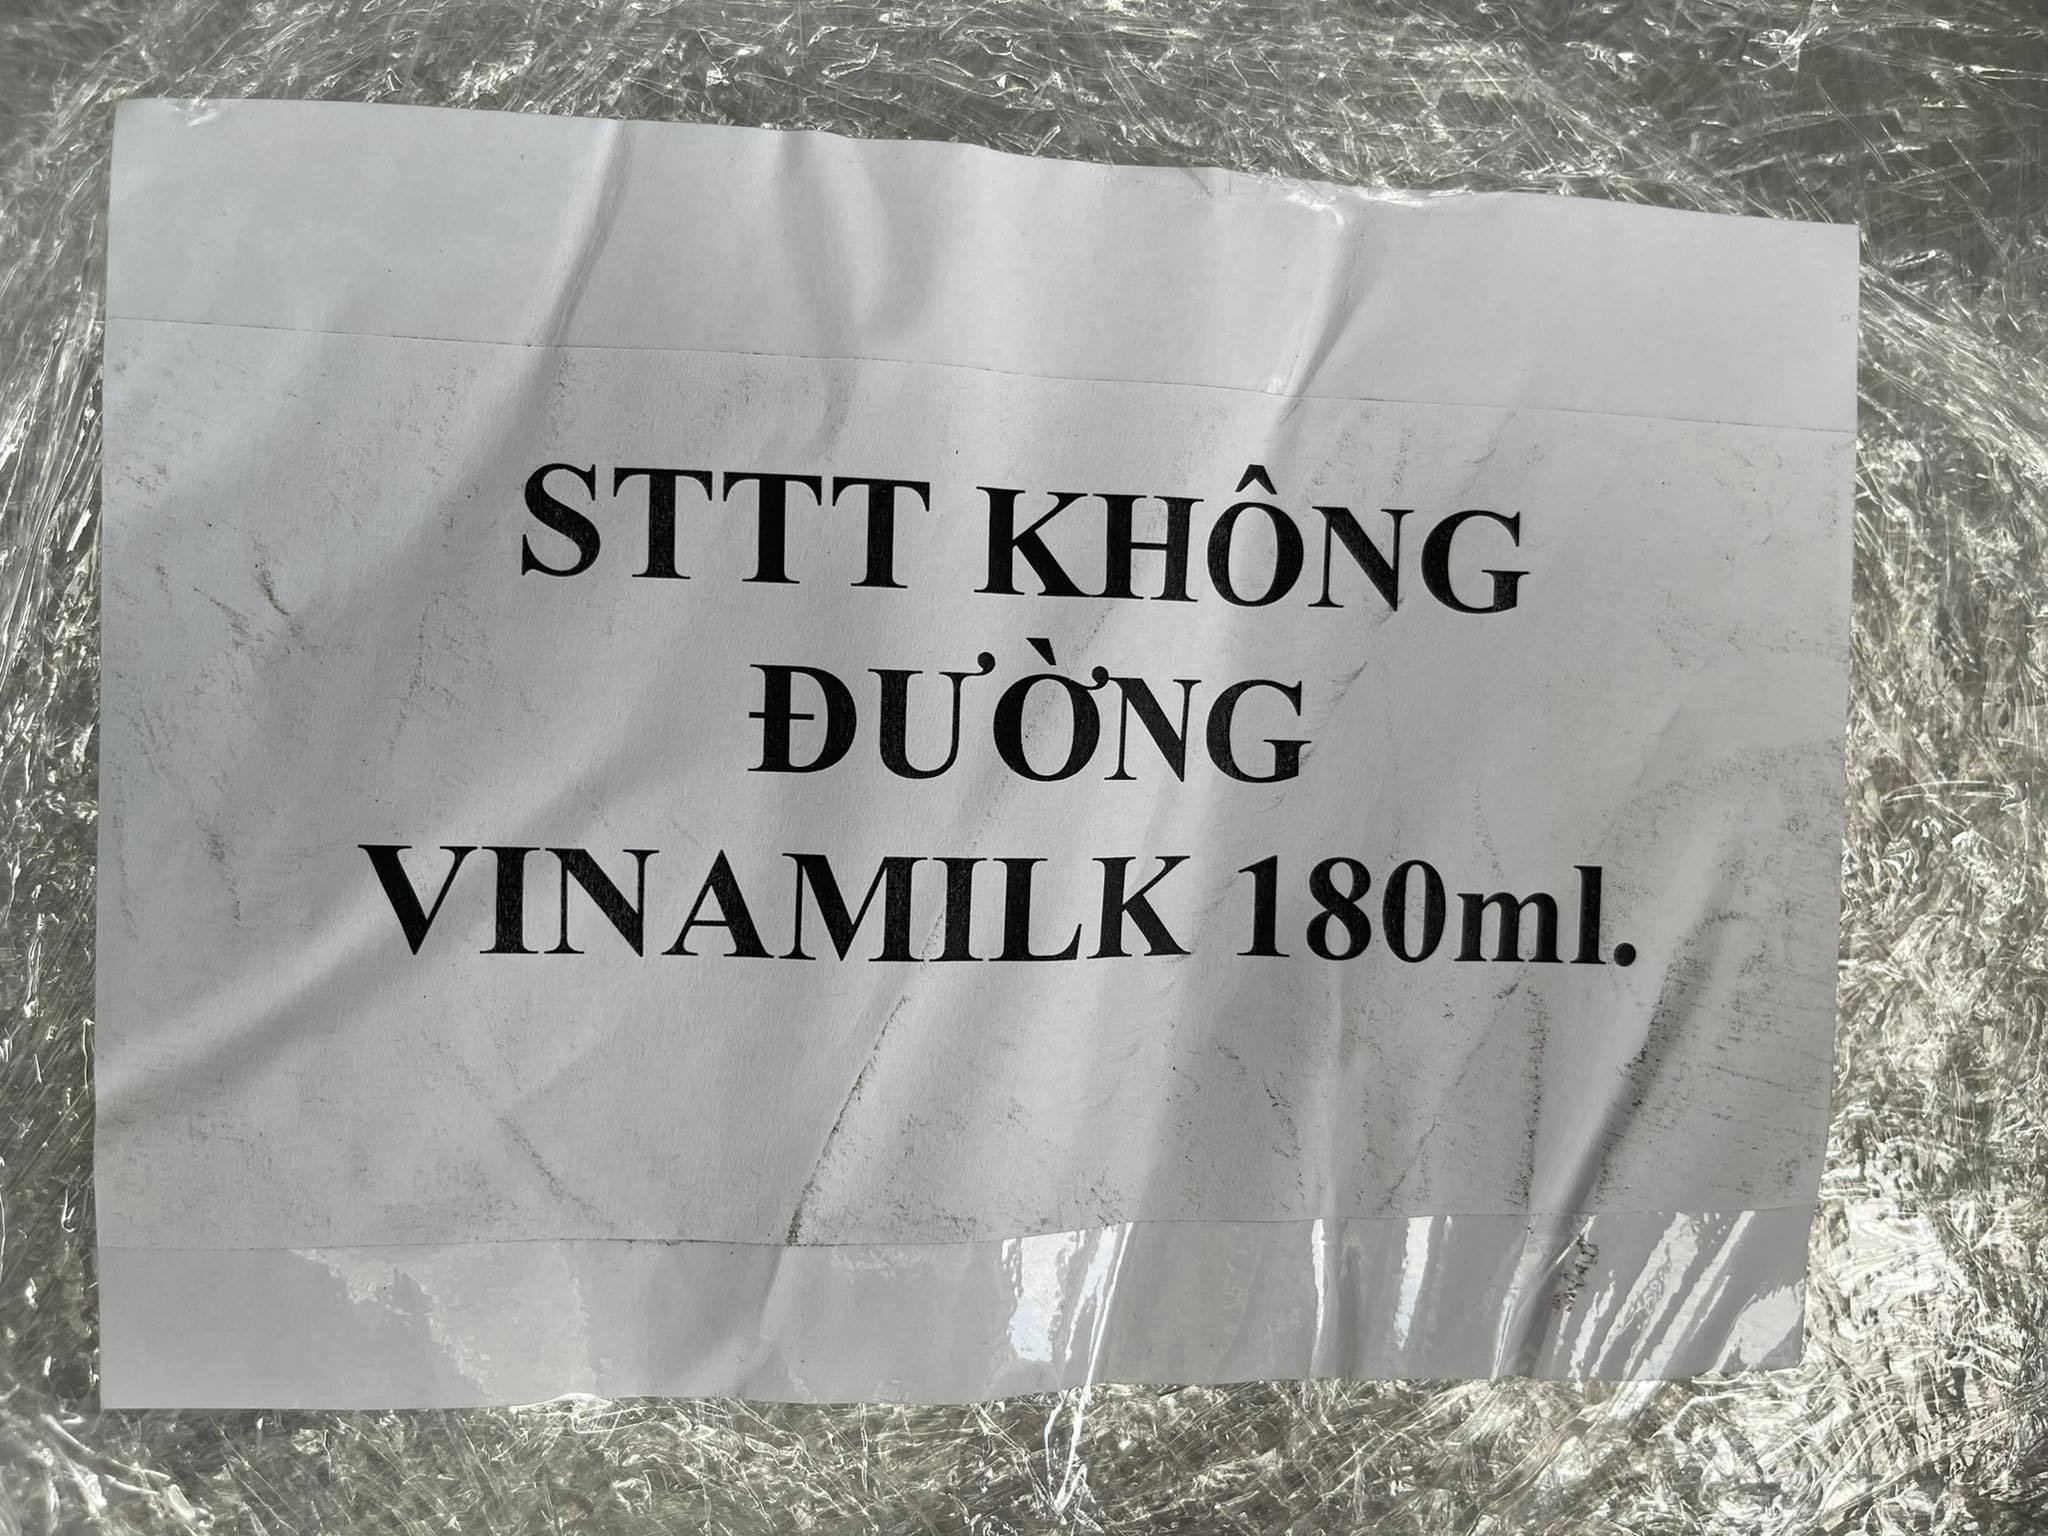 STTT KHÔNG
ĐƯỜNG
VINAMILK 180ml.